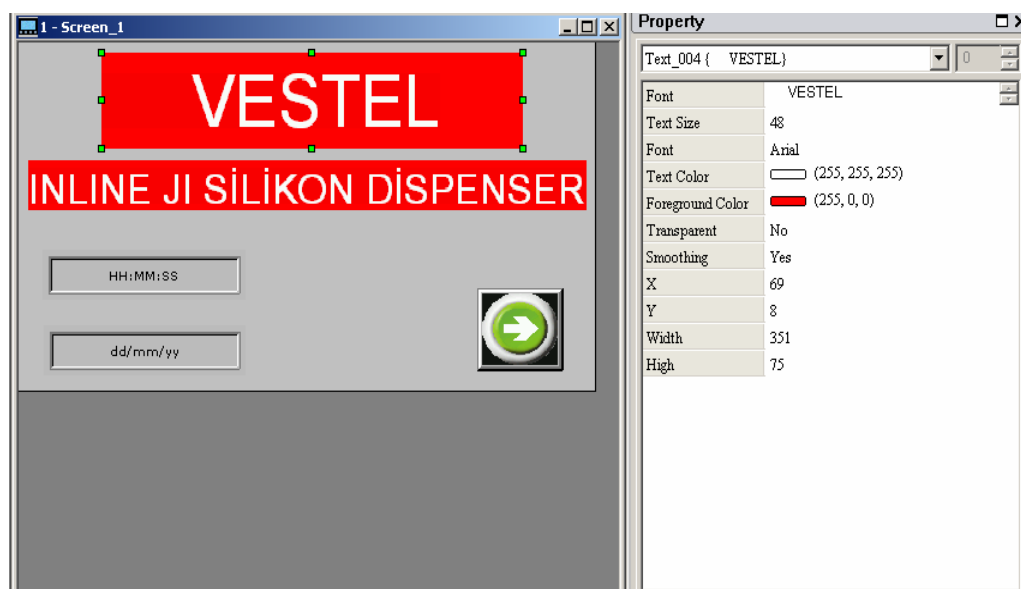 1 - Screen_1
VESTEL
INLINE JI SİLİKON DİSPENSER
HH:MM:SS
dd/mm/yy
Property
Text_004 { VESTEL} 0
Font VESTEL
Text Size 48
Font Arial
Text Color (255, 255, 255)
Foreground Color (255, 0, 0)
Transparent No
Smoothing Yes
X 69
Y 8
Width 351
High 75